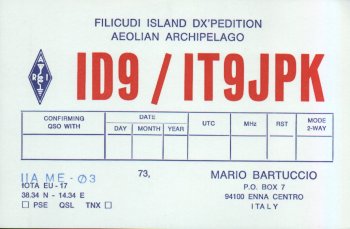 FILICUDI ISLAND DX'PEDITION
AEOLIAN ARCHIPELAGO
ID9 / IT9JPK
CONFIRMING QSO WITH
DATE
DAY MONTH YEAR
UTC
MHz
RST
MODE 2-WAY
IIA ME-Ø3
IOTA EU-17
38.34 N - 14.34 E
PSE QSL TNX
73,
MARIO BARTUCCIO
P.O. BOX 7
94100 ENNA CENTRO
ITALY